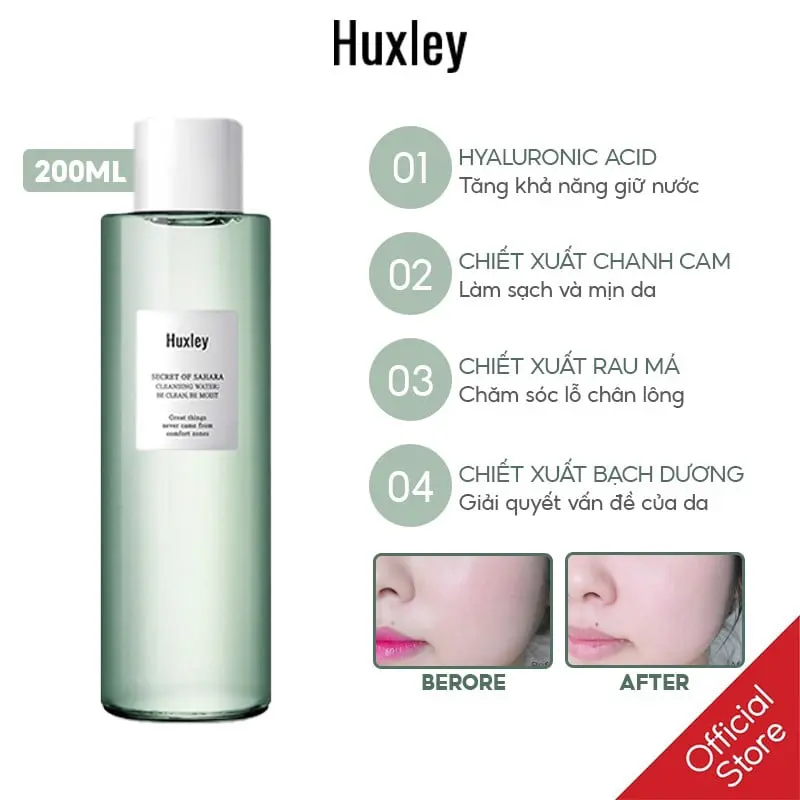 Huxley
200ML
Huxley
SECRET OF SAHARA
CLEANSING WATER;
BE CLEAN, BE MOIST
Great things
never came from
comfort zones
01
HYALURONIC ACID
Tăng khả năng giữ nước
02
CHIẾT XUẤT CHANH CAM
Làm sạch và mịn da
03
CHIẾT XUẤT RAU MÁ
Chăm sóc lỗ chân lông
04
CHIẾT XUẤT BẠCH DƯƠNG
Giải quyết vấn đề của da
BERORE
AFTER
Official
Store